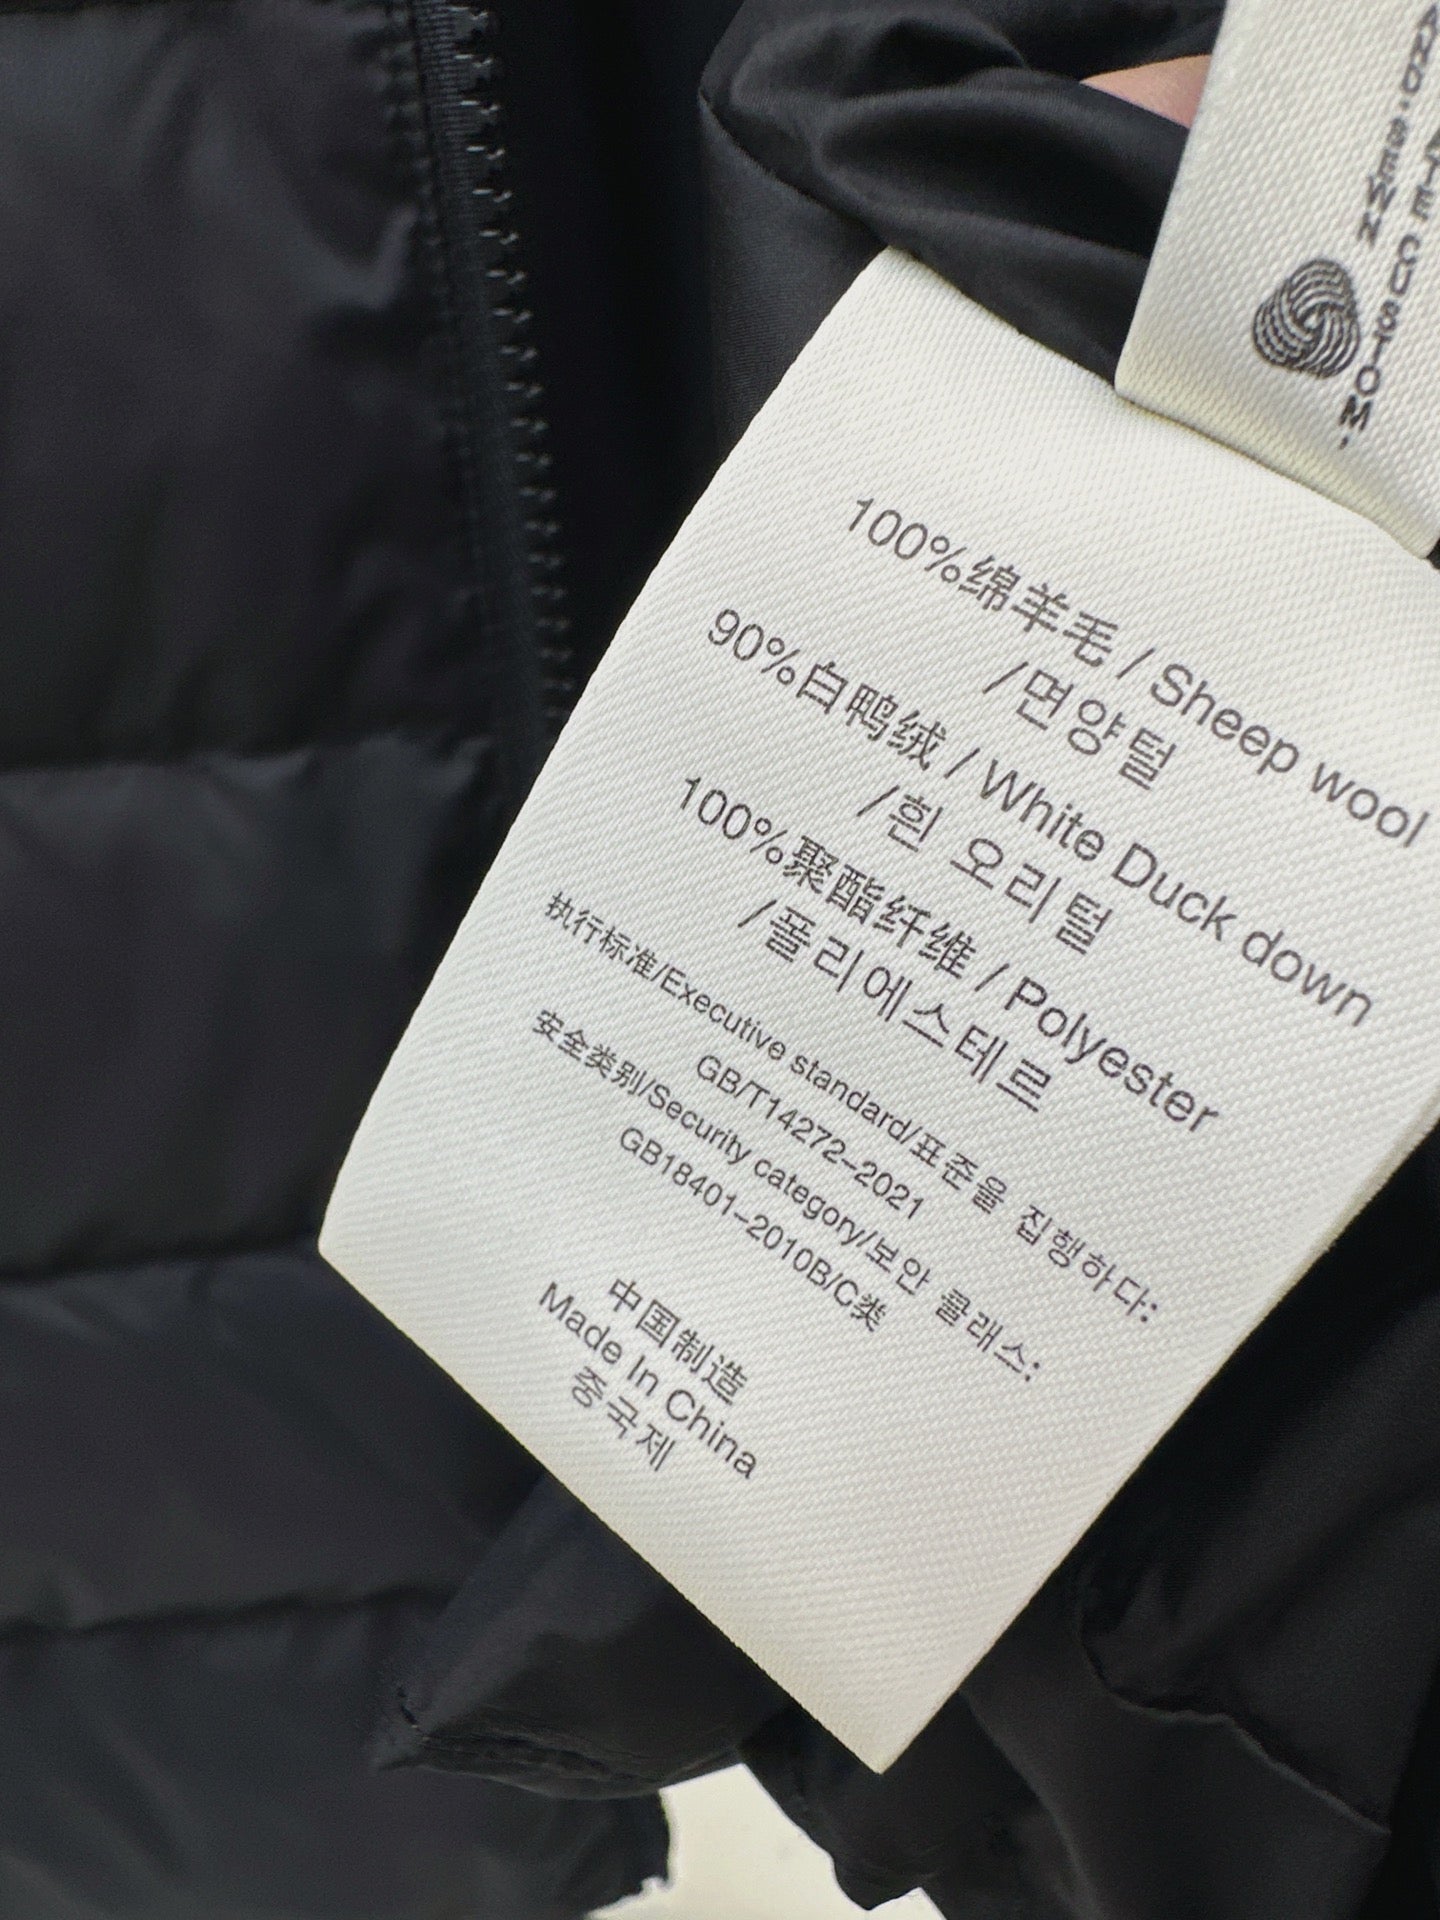 AND-SEWN
CUSTOM,
100%绵羊毛 / Sheep wool
/면양털
90%白鸭绒 / White Duck down
/흰 오리털
100%聚酯纤维 / Polyester
/폴리에스테르
执行标准/Executive standard/표준을 집행하다:
GB/T14272-2021
安全类别/Security category/보안 클래스:
GB18401-2010B/C类
中国制造
Made In China
중국제